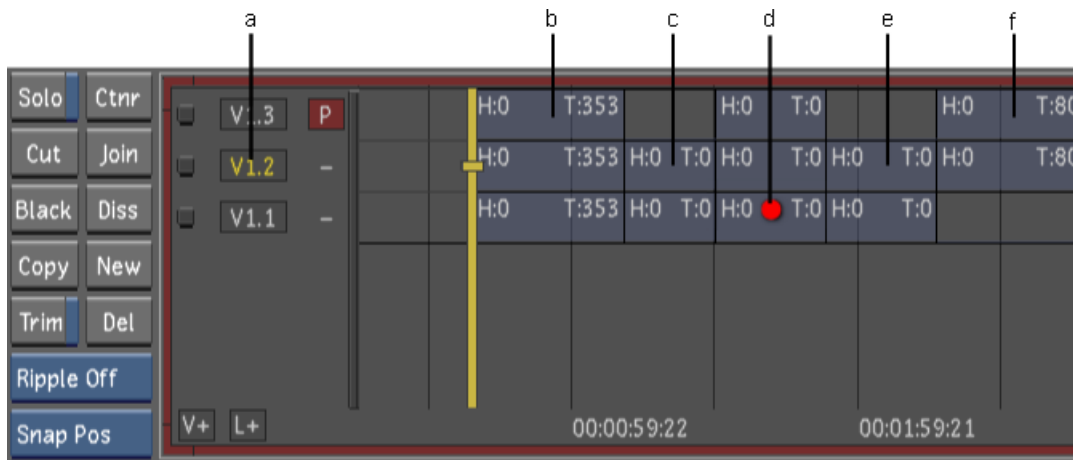 a b c d e f
Solo Ctnr
Cut Join
Black Diss
Copy New
Trim Del
Ripple Off
Snap Pos
V1.3 P H:0 T:353 H:0 T:0 H:0 T:80
V1.2 – H:0 T:353 H:0 T:0 H:0 T:0 H:0 T:0 H:0 T:80
V1.1 – H:0 T:353 H:0 T:0 H:0 T:0 H:0 T:0
V+ L+ 00:00:59:22 00:01:59:21